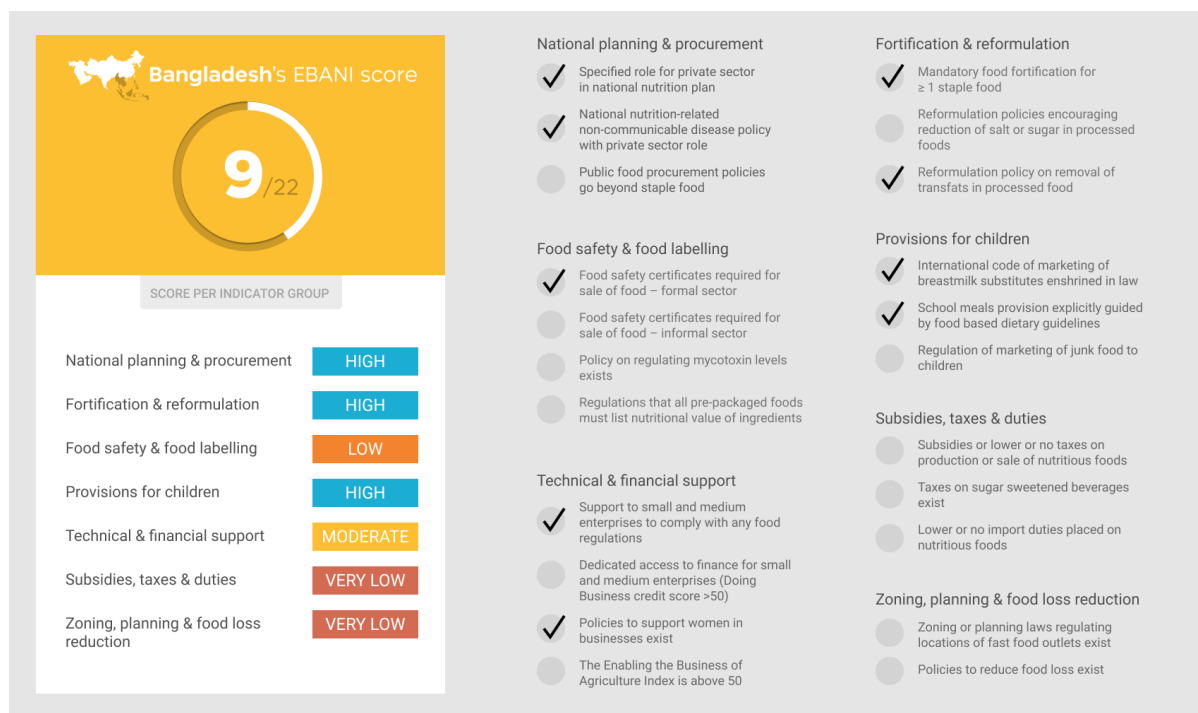 Bangladesh's EBANI score
9/22
SCORE PER INDICATOR GROUP
National planning & procurement HIGH
Fortification & reformulation HIGH
Food safety & food labelling LOW
Provisions for children HIGH
Technical & financial support MODERATE
Subsidies, taxes & duties VERY LOW
Zoning, planning & food loss VERY LOW
reduction
National planning & procurement
Specified role for private sector
in national nutrition plan
National nutrition-related
non-communicable disease policy
with private sector role
Public food procurement policies
go beyond staple food
Food safety & food labelling
Food safety certificates required for
sale of food – formal sector
Food safety certificates required for
sale of food – informal sector
Policy on regulating mycotoxin levels
exists
Regulations that all pre-packaged foods
must list nutritional value of ingredients
Technical & financial support
Support to small and medium
enterprises to comply with any food
regulations
Dedicated access to finance for small
and medium enterprises (Doing
Business credit score >50)
Policies to support women in
businesses exist
The Enabling the Business of
Agriculture Index is above 50
Fortification & reformulation
Mandatory food fortification for
≥ 1 staple food
Reformulation policies encouraging
reduction of salt or sugar in processed
foods
Reformulation policy on removal of
transfats in processed food
Provisions for children
International code of marketing of
breastmilk substitutes enshrined in law
School meals provision explicitly guided
by food based dietary guidelines
Regulation of marketing of junk food to
children
Subsidies, taxes & duties
Subsidies or lower or no taxes on
production or sale of nutritious foods
Taxes on sugar sweetened beverages
exist
Lower or no import duties placed on
nutritious foods
Zoning, planning & food loss reduction
Zoning or planning laws regulating
locations of fast food outlets exist
Policies to reduce food loss exist